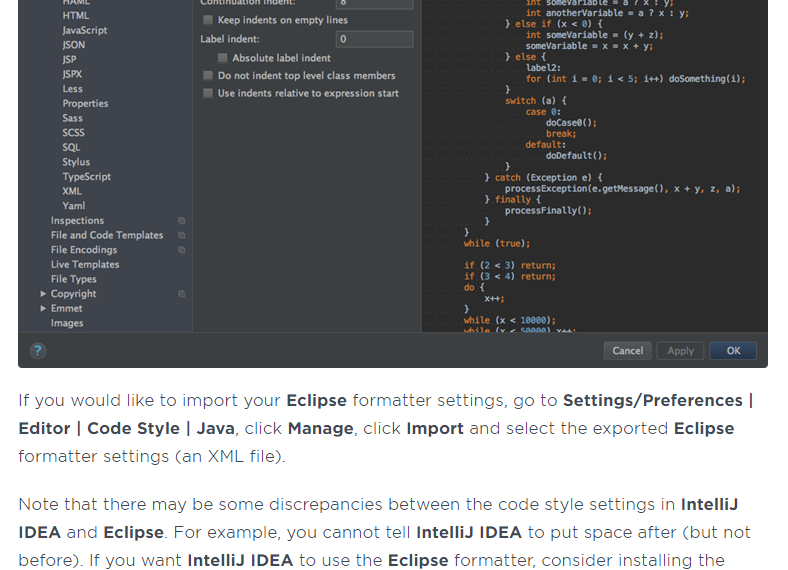 HAML
HTML
JavaScript
JSON
JSP
JSPX
Less
Properties
Sass
SCSS
SQL
Stylus
TypeScript
XML
Yaml
Inspections
File and Code Templates
File Encodings
Live Templates
File Types
Copyright
Emmet
Images
Continuation indent: 8
Keep indents on empty lines
Label indent: 0
Absolute label indent
Do not indent top level class members
Use indents relative to expression start
int someVariable = a ? x : y;
int anotherVariable = a ? x : y;
} else if (x < 0) {
int someVariable = (y + z);
someVariable = x = x + y;
} else {
label2:
for (int i = 0; i < 5; i++) doSomething(i);
}
switch (a) {
case 0:
doCase0();
break;
default:
doDefault();
}
} catch (Exception e) {
processException(e.getMessage(), x + y, z, a);
} finally {
processFinally();
}
}
while (true);
if (2 < 3) return;
if (3 < 4) return;
do {
x++;
}
while (x < 10000);
while (x < 50000) x++;
?
Cancel Apply OK
If you would like to import your Eclipse formatter settings, go to Settings/Preferences |
Editor | Code Style | Java, click Manage, click Import and select the exported Eclipse
formatter settings (an XML file).
Note that there may be some discrepancies between the code style settings in IntelliJ
IDEA and Eclipse. For example, you cannot tell IntelliJ IDEA to put space after (but not
before). If you want IntelliJ IDEA to use the Eclipse formatter, consider installing the